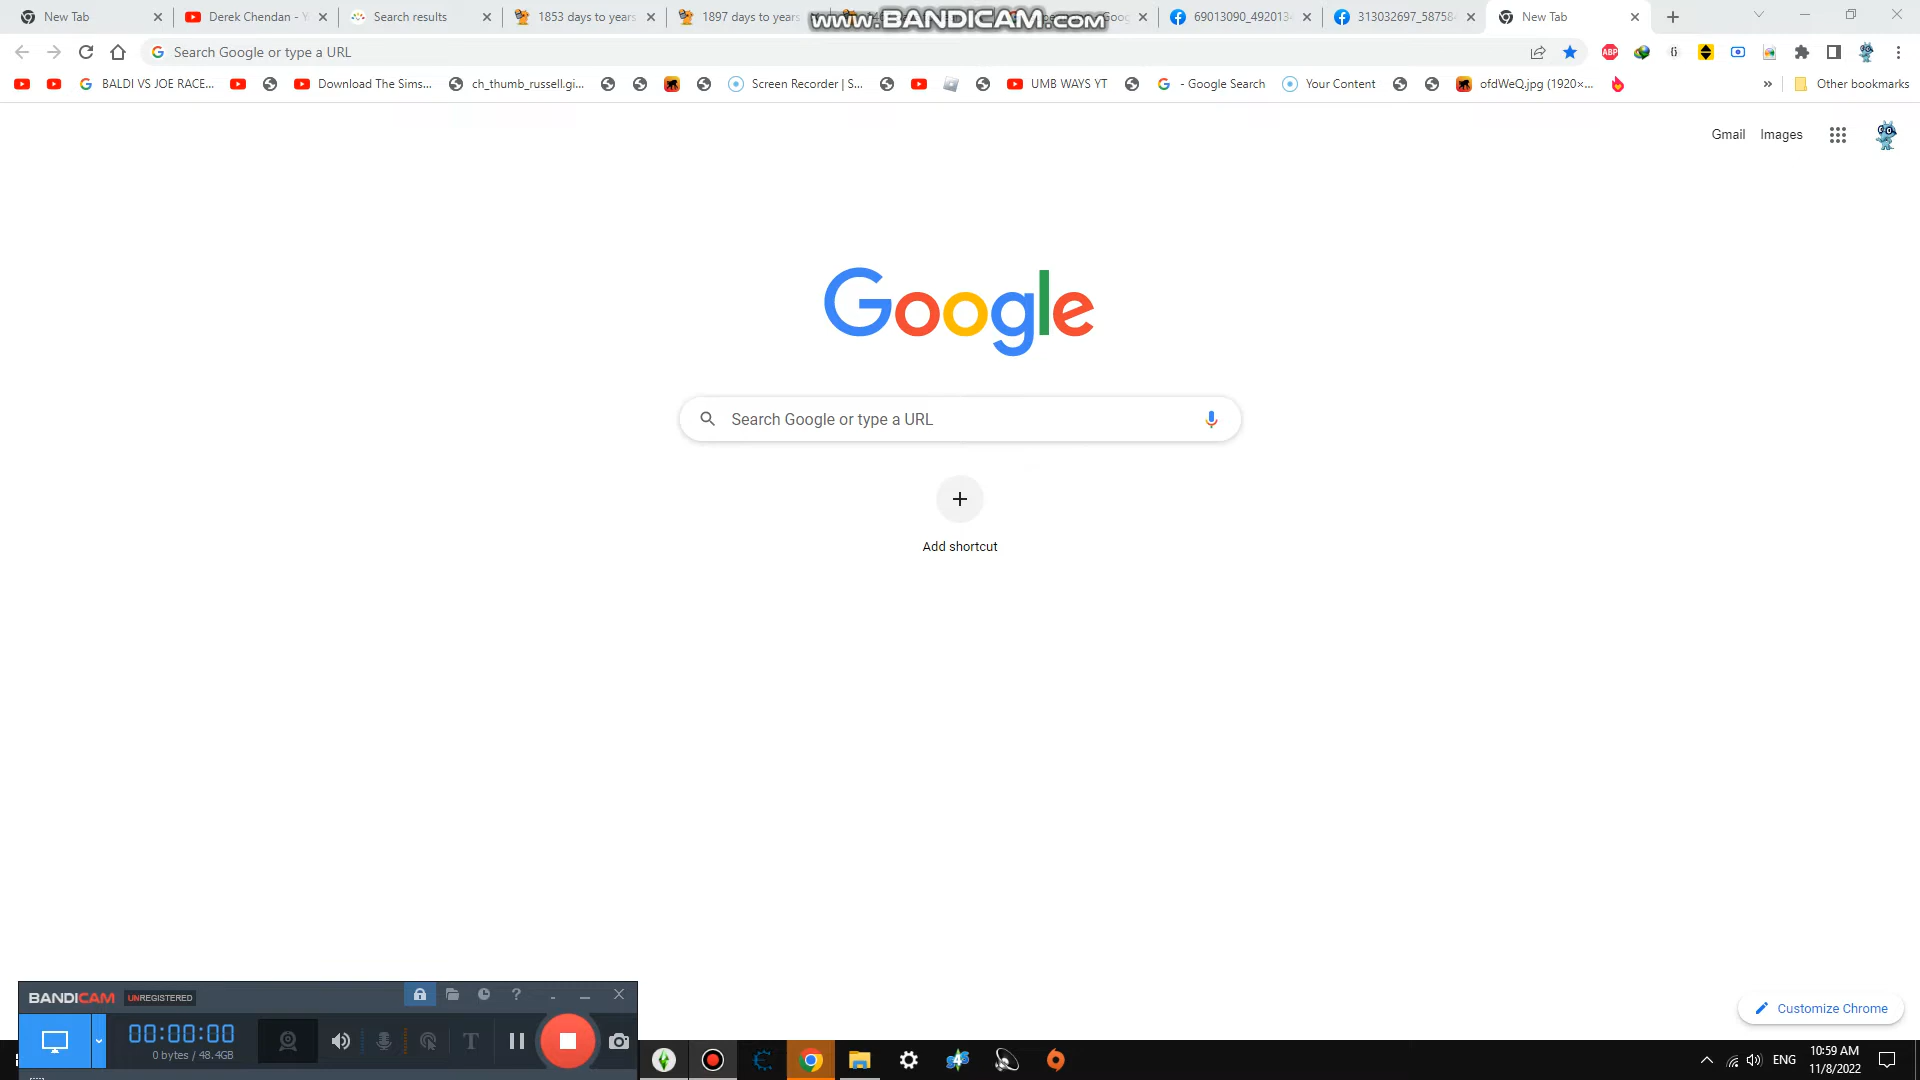 New Tab
Derek Chendan - Y
Search results
1853 days to years
1897 days to years
www.BANDICAM.com
69013090_492013
313032697_58758
New Tab
Search Google or type a URL
ABP
BALDI VS JOE RACE...
Download The Sims...
ch_thumb_russell.gi...
Screen Recorder | S...
UMB WAYS YT
- Google Search
Your Content
ofdWeQ.jpg (1920×...
»
Other bookmarks
Gmail
Images
Google
Search Google or type a URL
Add shortcut
Customize Chrome
BANDICAM
UNREGISTERED
00:00:00
0 bytes / 48.4GB
ENG
10:59 AM
11/8/2022